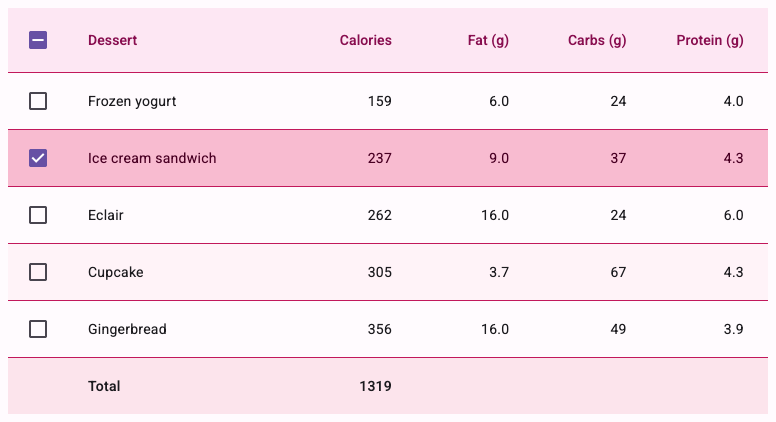 Dessert Calories Fat (g) Carbs (g) Protein (g)
Frozen yogurt 159 6.0 24 4.0
Ice cream sandwich 237 9.0 37 4.3
Eclair 262 16.0 24 6.0
Cupcake 305 3.7 67 4.3
Gingerbread 356 16.0 49 3.9
Total 1319